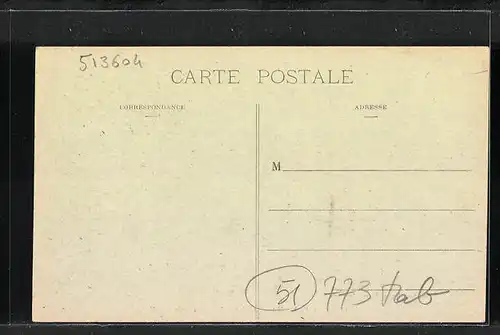 513604
CARTE POSTALE
CORRESPONDANCE
ADRESSE
M
51 773 tab